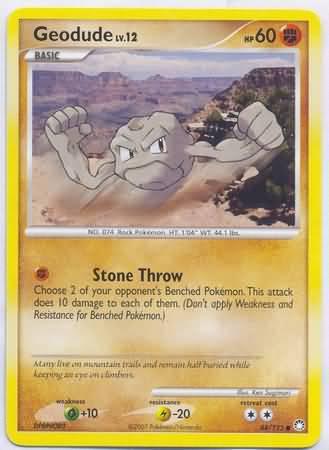 Geodude LV.12
HP 60
BASIC
NO. 074 Rock Pokémon. HT. 1'04" WT. 44.1 lbs.
Stone Throw
Choose 2 of your opponent's Benched Pokémon. This attack
does 10 damage to each of them. (Don't apply Weakness and
Resistance for Benched Pokémon.)
Many live on mountain trails and remain half buried while
keeping an eye on climbers.
Illus. Ken Sugimori
weakness resistance retreat cost
+10 -20
©2007 Pokémon/Nintendo